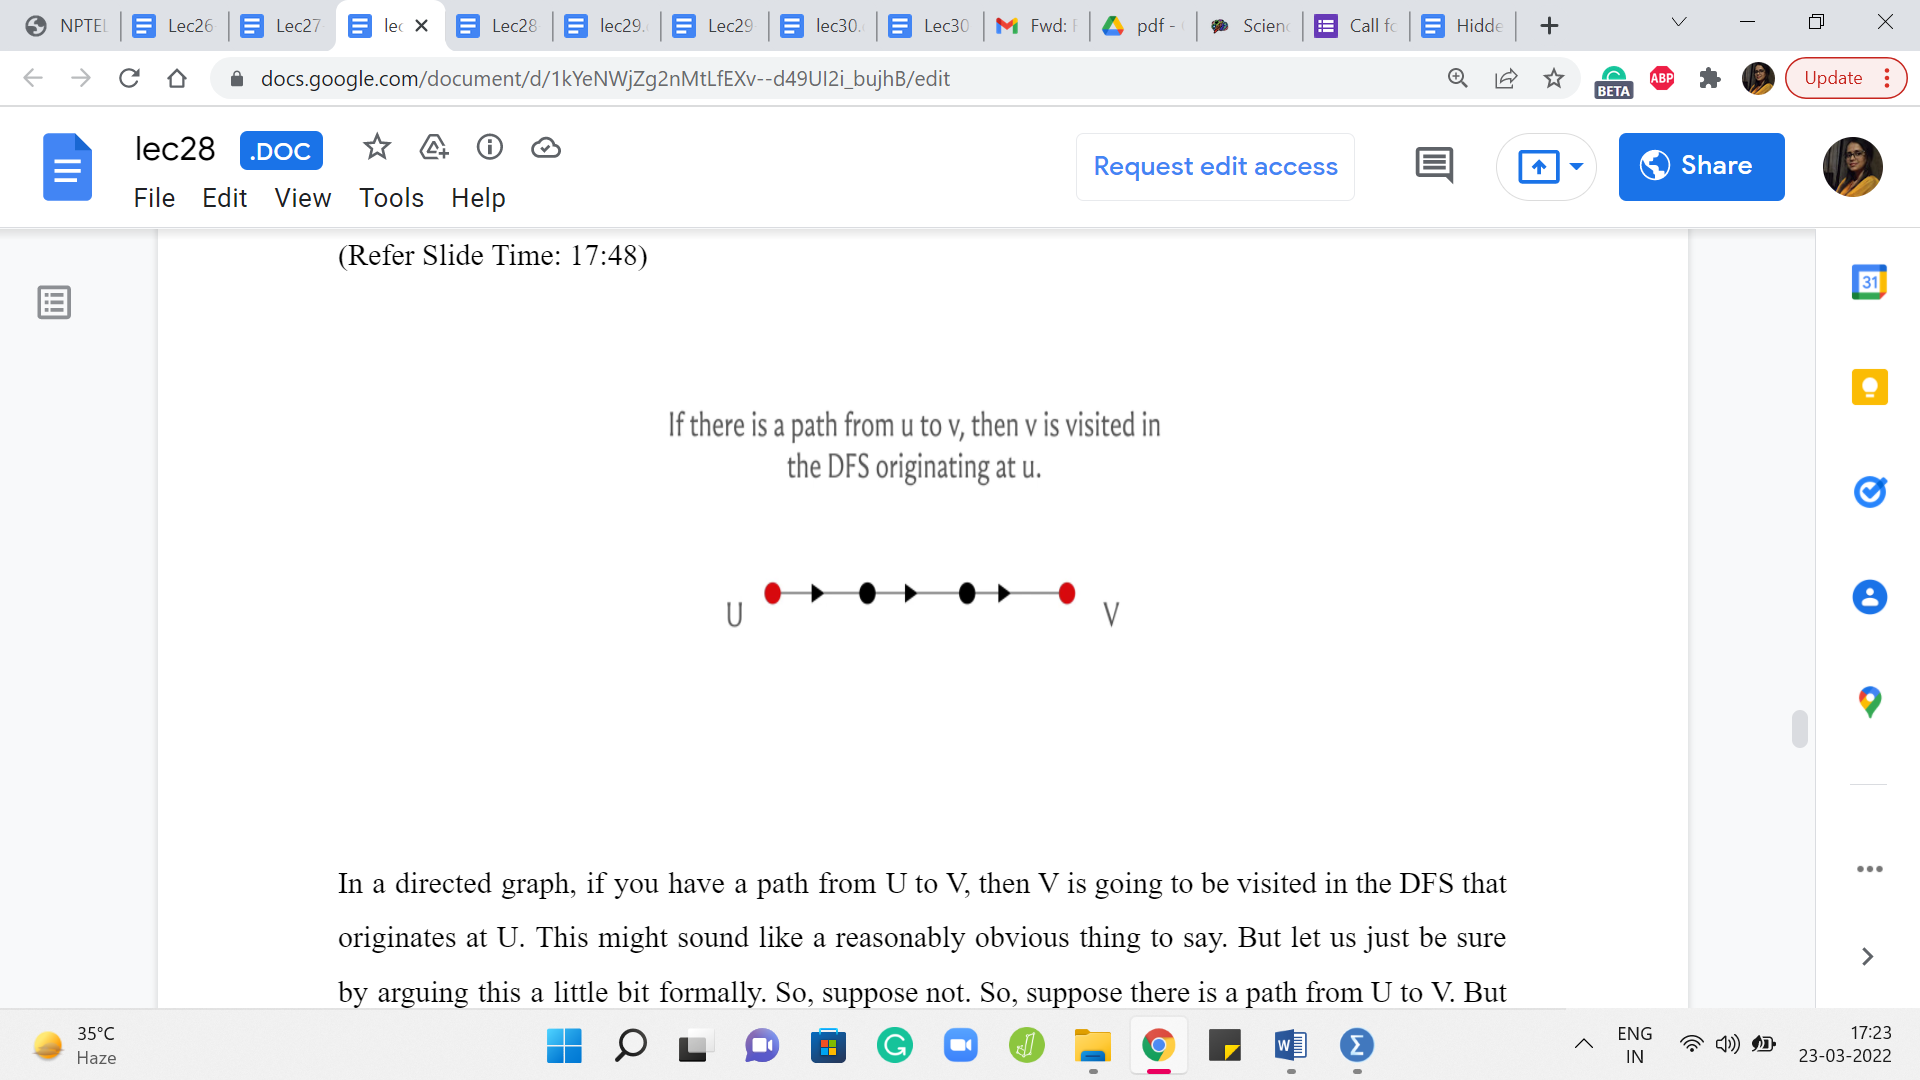 NPTEL
Lec26
Lec27
lec
Lec28
lec29.
Lec29
lec30.
Lec30
Fwd:
pdf -
Scien
Call fo
Hidde
docs.google.com/document/d/1kYeNWjZg2nMtLfEXv--d49UI2i_bujhB/edit
BETA
ABP
Update
lec28
.DOC
File Edit View Tools Help
Request edit access
Share
31
(Refer Slide Time: 17:48)
If there is a path from u to v, then v is visited in
the DFS originating at u.
U
V
In a directed graph, if you have a path from U to V, then V is going to be visited in the DFS that
originates at U. This might sound like a reasonably obvious thing to say. But let us just be sure
by arguing this a little bit formally. So, suppose not. So, suppose there is a path from U to V. But
35°C
Haze
ENG
IN
17:23
23-03-2022